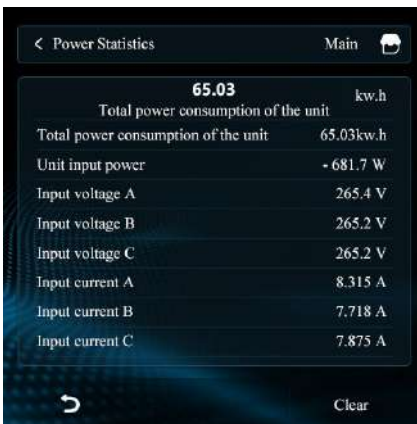 < Power Statistics Main
65.03 kw.h
Total power consumption of the unit
Total power consumption of the unit 65.03kw.h
Unit input power - 681.7 W
Input voltage A 265.4 V
Input voltage B 265.2 V
Input voltage C 265.2 V
Input current A 8.315 A
Input current B 7.718 A
Input current C 7.875 A
Clear